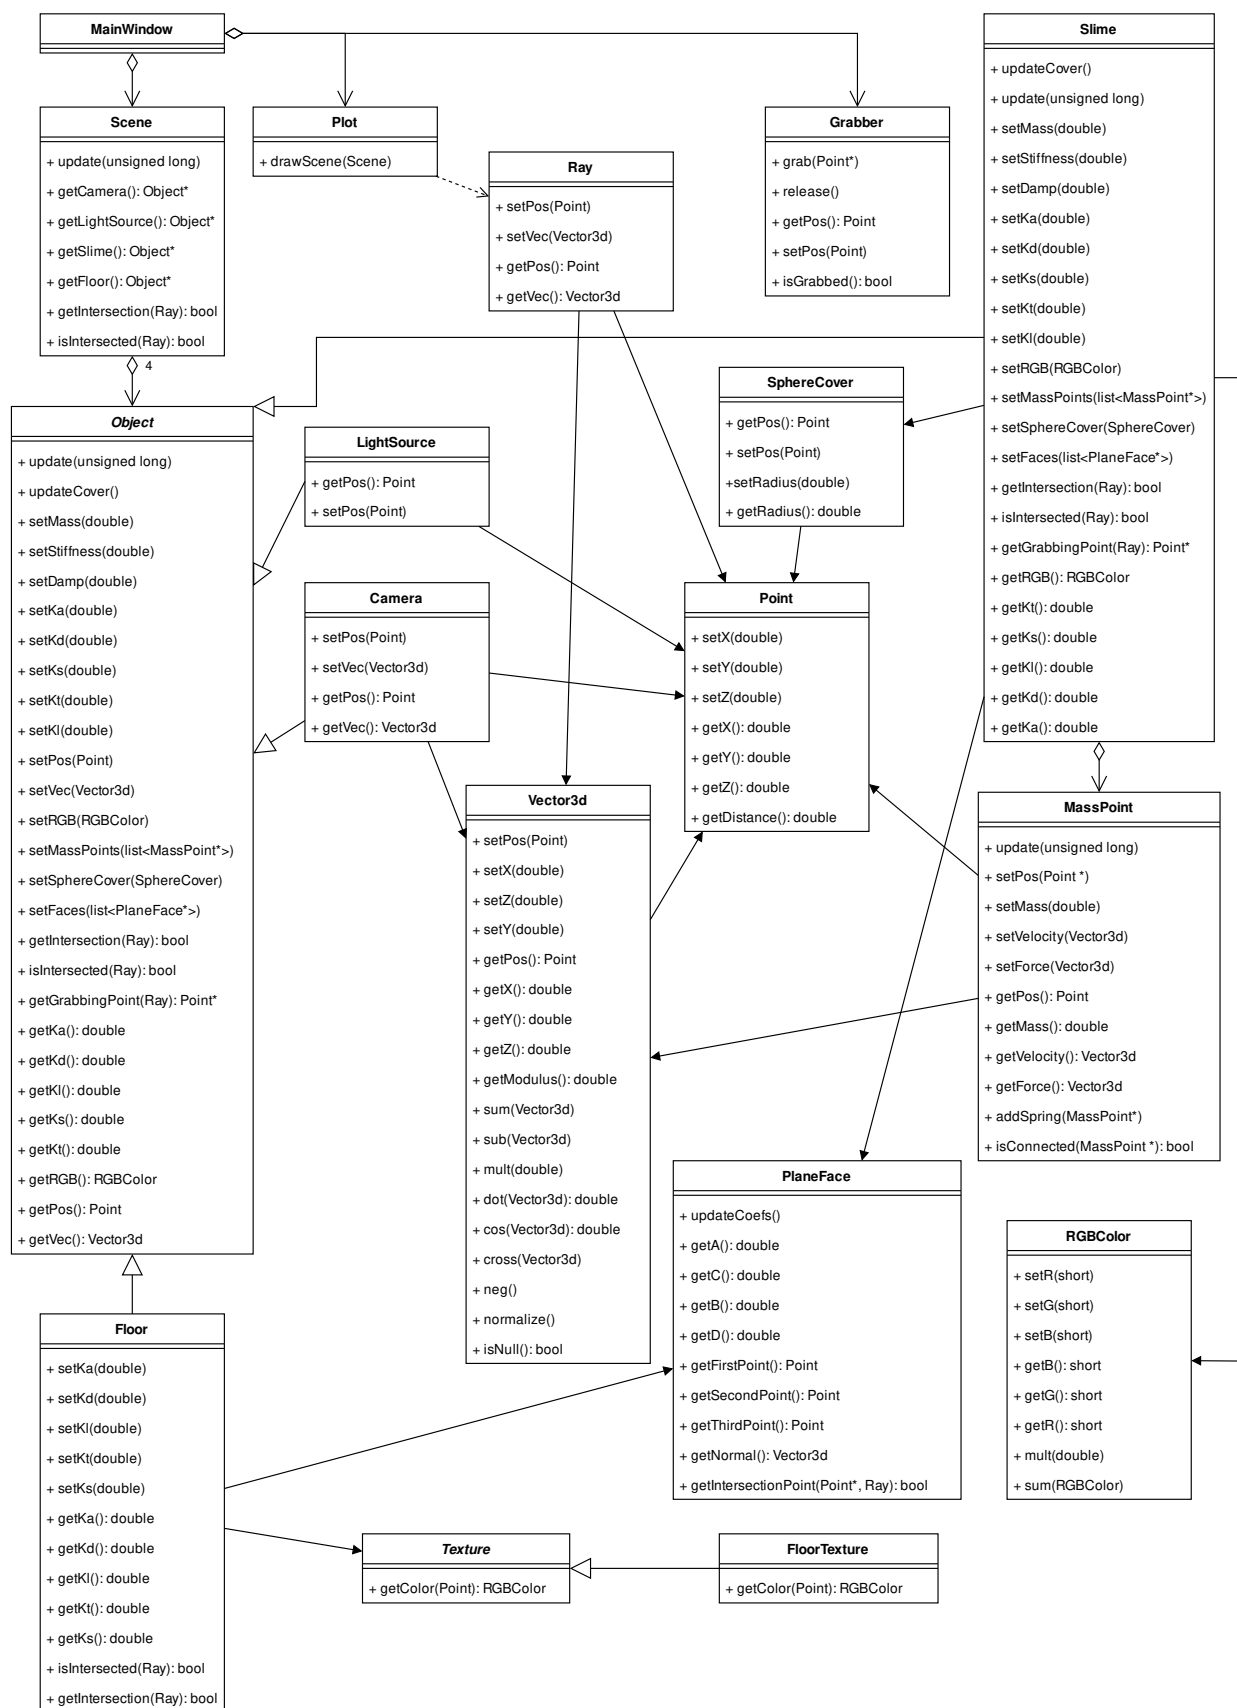 MainWindow
Scene
+ update(unsigned long)
+ getCamera(): Object*
+ getLightSource(): Object*
+ getSlime(): Object*
+ getFloor(): Object*
+ getIntersection(Ray): bool
+ isIntersected(Ray): bool
4
Plot
+ drawScene(Scene)
Ray
+ setPos(Point)
+ setVec(Vector3d)
+ getPos(): Point
+ getVec(): Vector3d
Grabber
+ grab(Point*)
+ release()
+ getPos(): Point
+ setPos(Point)
+ isGrabbed(): bool
Slime
+ updateCover()
+ update(unsigned long)
+ setMass(double)
+ setStiffness(double)
+ setDamp(double)
+ setKa(double)
+ setKd(double)
+ setKs(double)
+ setKt(double)
+ setKl(double)
+ setRGB(RGBColor)
+ setMassPoints(list<MassPoint*>)
+ setSphereCover(SphereCover)
+ setFaces(list<PlaneFace*>)
+ getIntersection(Ray): bool
+ isIntersected(Ray): bool
+ getGrabbingPoint(Ray): Point*
+ getRGB(): RGBColor
+ getKt(): double
+ getKs(): double
+ getKl(): double
+ getKd(): double
+ getKa(): double
Object
+ update(unsigned long)
+ updateCover()
+ setMass(double)
+ setStiffness(double)
+ setDamp(double)
+ setKa(double)
+ setKd(double)
+ setKs(double)
+ setKt(double)
+ setKl(double)
+ setPos(Point)
+ setVec(Vector3d)
+ setRGB(RGBColor)
+ setMassPoints(list<MassPoint*>)
+ setSphereCover(SphereCover)
+ setFaces(list<PlaneFace*>)
+ getIntersection(Ray): bool
+ isIntersected(Ray): bool
+ getGrabbingPoint(Ray): Point*
+ getKa(): double
+ getKd(): double
+ getKl(): double
+ getKs(): double
+ getKt(): double
+ getRGB(): RGBColor
+ getPos(): Point
+ getVec(): Vector3d
LightSource
+ getPos(): Point
+ setPos(Point)
SphereCover
+ getPos(): Point
+ setPos(Point)
+setRadius(double)
+ getRadius(): double
Camera
+ setPos(Point)
+ setVec(Vector3d)
+ getPos(): Point
+ getVec(): Vector3d
Point
+ setX(double)
+ setY(double)
+ setZ(double)
+ getX(): double
+ getY(): double
+ getZ(): double
+ getDistance(): double
Vector3d
+ setPos(Point)
+ setX(double)
+ setZ(double)
+ setY(double)
+ getPos(): Point
+ getX(): double
+ getY(): double
+ getZ(): double
+ getModulus(): double
+ sum(Vector3d)
+ sub(Vector3d)
+ mult(double)
+ dot(Vector3d): double
+ cos(Vector3d): double
+ cross(Vector3d)
+ neg()
+ normalize()
+ isNull(): bool
MassPoint
+ update(unsigned long)
+ setPos(Point *)
+ setMass(double)
+ setVelocity(Vector3d)
+ setForce(Vector3d)
+ getPos(): Point
+ getMass(): double
+ getVelocity(): Vector3d
+ getForce(): Vector3d
+ addSpring(MassPoint*)
+ isConnected(MassPoint *): bool
PlaneFace
+ updateCoefs()
+ getA(): double
+ getC(): double
+ getB(): double
+ getD(): double
+ getFirstPoint(): Point
+ getSecondPoint(): Point
+ getThirdPoint(): Point
+ getNormal(): Vector3d
+ getIntersectionPoint(Point*, Ray): bool
RGBColor
+ setR(short)
+ setG(short)
+ setB(short)
+ getB(): short
+ getG(): short
+ getR(): short
+ mult(double)
+ sum(RGBColor)
Floor
+ setKa(double)
+ setKd(double)
+ setKl(double)
+ setKt(double)
+ setKs(double)
+ getKa(): double
+ getKd(): double
+ getKl(): double
+ getKt(): double
+ getKs(): double
+ isIntersected(Ray): bool
+ getIntersection(Ray): bool
Texture
+ getColor(Point): RGBColor
FloorTexture
+ getColor(Point): RGBColor